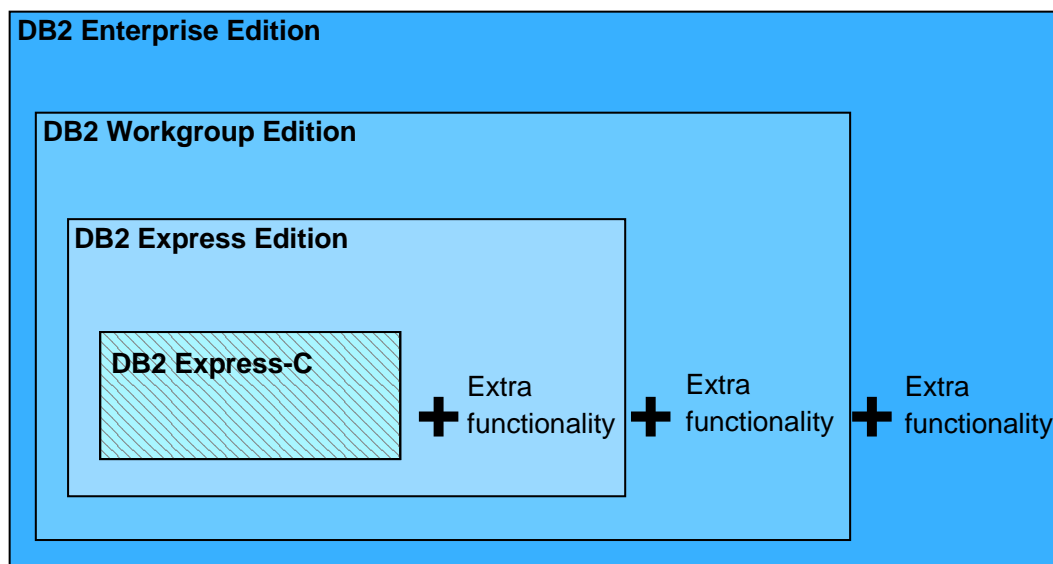 DB2 Enterprise Edition
DB2 Workgroup Edition
DB2 Express Edition
DB2 Express-C
Extra
functionality
Extra
functionality
Extra
functionality